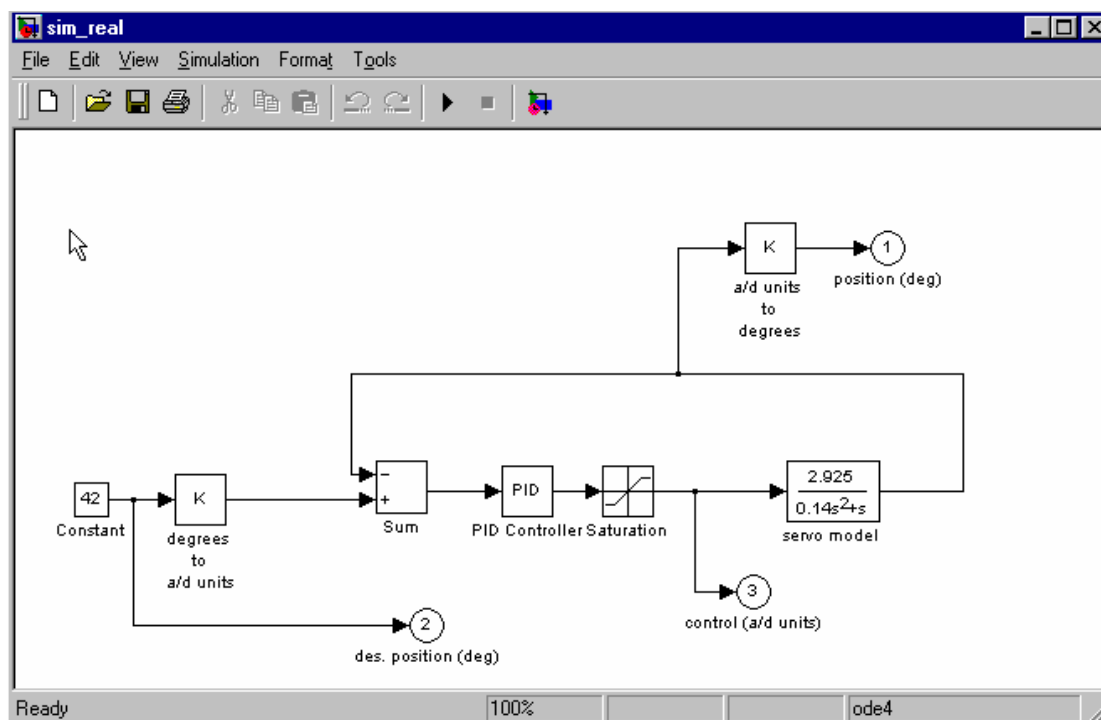 sim_real
File Edit View Simulation Format Tools
K
1
a/d units
to
degrees
position (deg)
42
Constant
K
degrees
to
a/d units
−
+
Sum
PID
PID Controller
Saturation
2.925
0.14s²+s
servo model
3
control (a/d units)
2
des. position (deg)
Ready 100% ode4